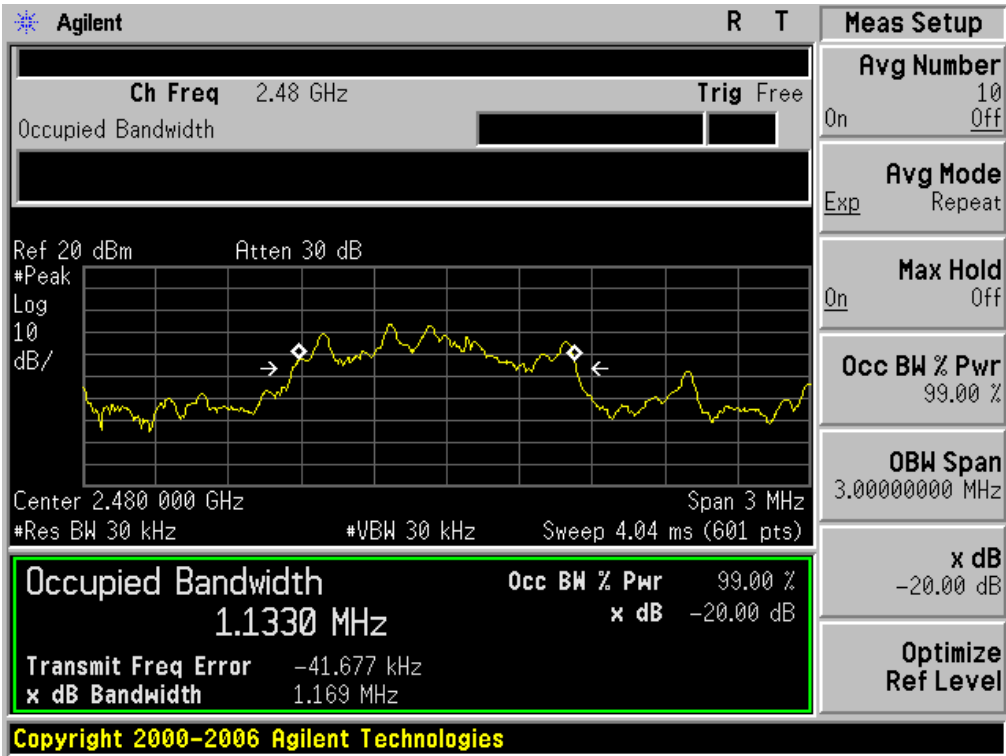 Agilent R T Meas Setup
Ch Freq 2.48 GHz Trig Free
Occupied Bandwidth
Avg Number
10
On Off
Avg Mode
Exp Repeat
Max Hold
On Off
Occ BW % Pwr
99.00 %
OBW Span
3.00000000 MHz
x dB
-20.00 dB
Optimize
Ref Level
Ref 20 dBm Atten 30 dB
#Peak
Log
10
dB/
Center 2.480 000 GHz Span 3 MHz
#Res BW 30 kHz #VBW 30 kHz Sweep 4.04 ms (601 pts)
Occupied Bandwidth Occ BW % Pwr 99.00 %
1.1330 MHz x dB -20.00 dB
Transmit Freq Error -41.677 kHz
x dB Bandwidth 1.169 MHz
Copyright 2000-2006 Agilent Technologies